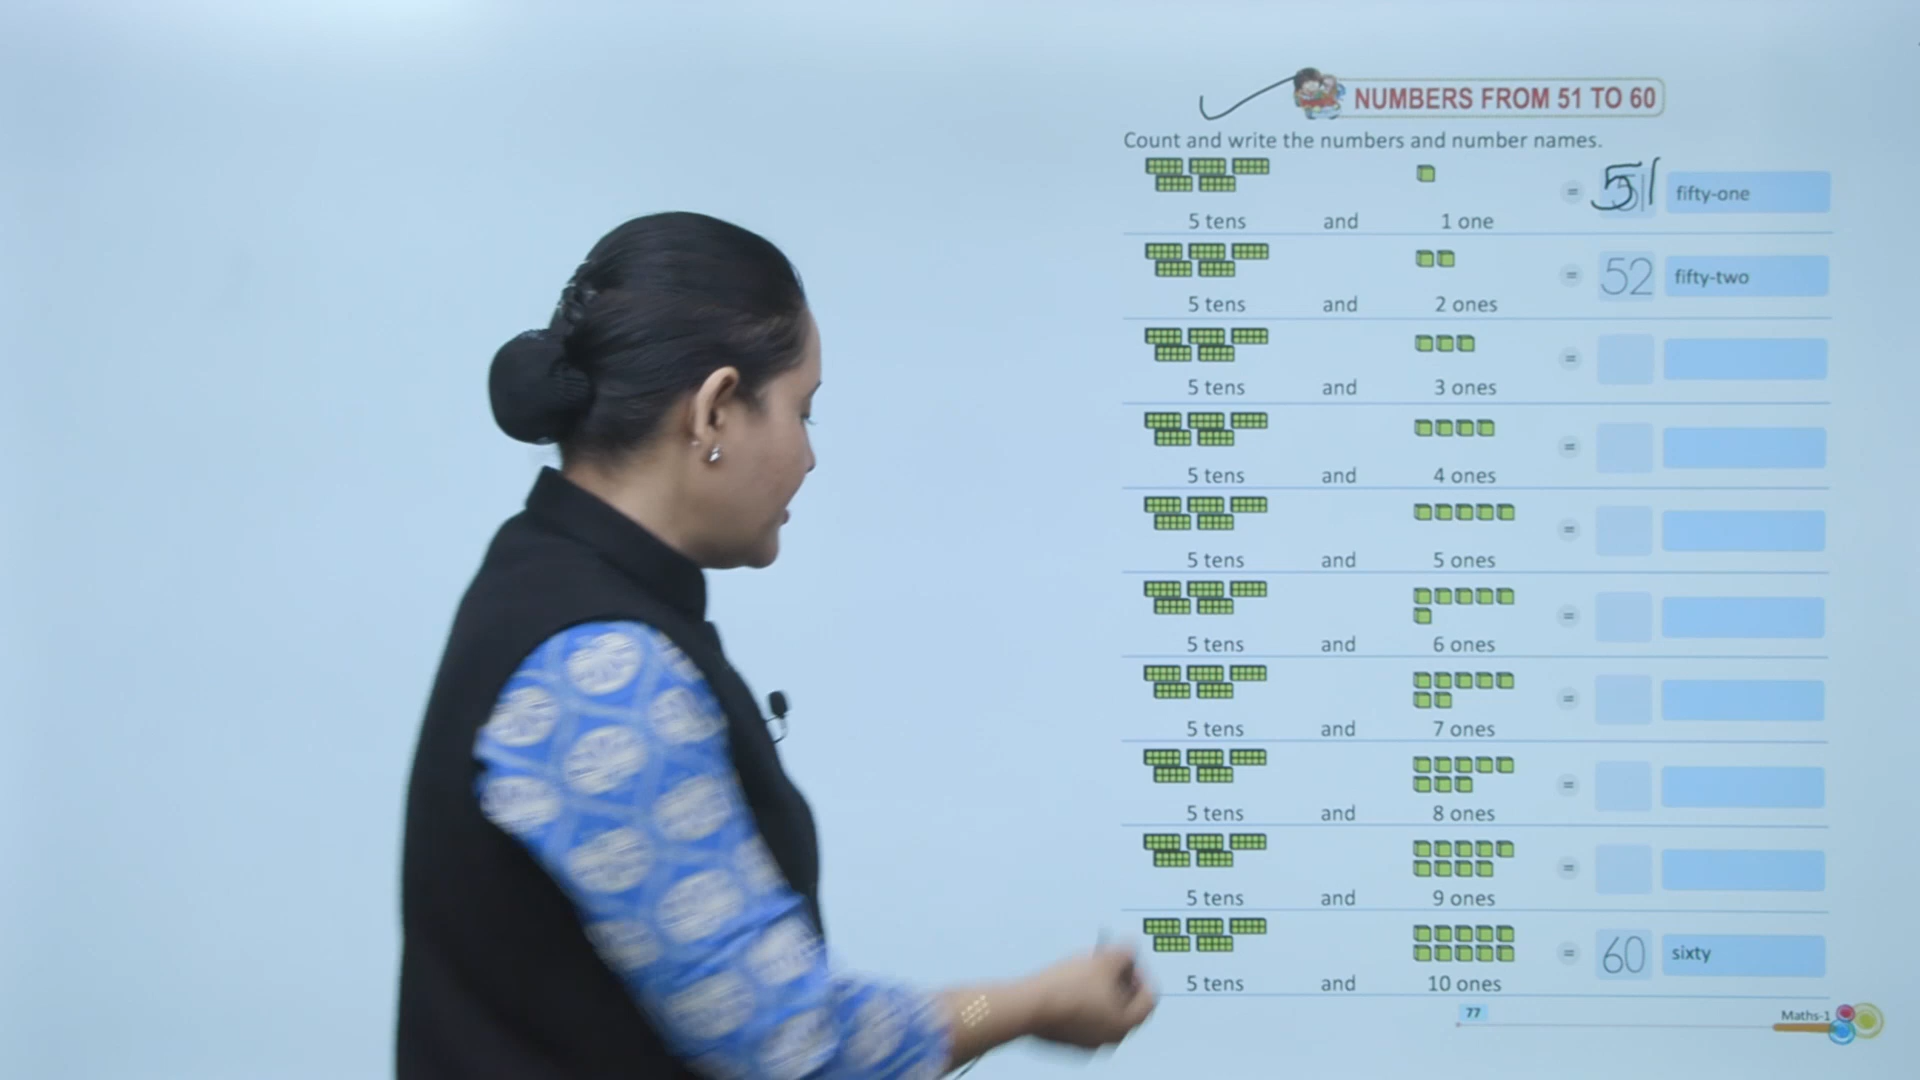 NUMBERS FROM 51 TO 60
Count and write the numbers and number names.
= 51 fifty-one
5 tens and 1 one
= 52 fifty-two
5 tens and 2 ones
=
5 tens and 3 ones
=
5 tens and 4 ones
=
5 tens and 5 ones
=
5 tens and 6 ones
=
5 tens and 7 ones
=
5 tens and 8 ones
=
5 tens and 9 ones
= 60 sixty
5 tens and 10 ones
77
Maths-1